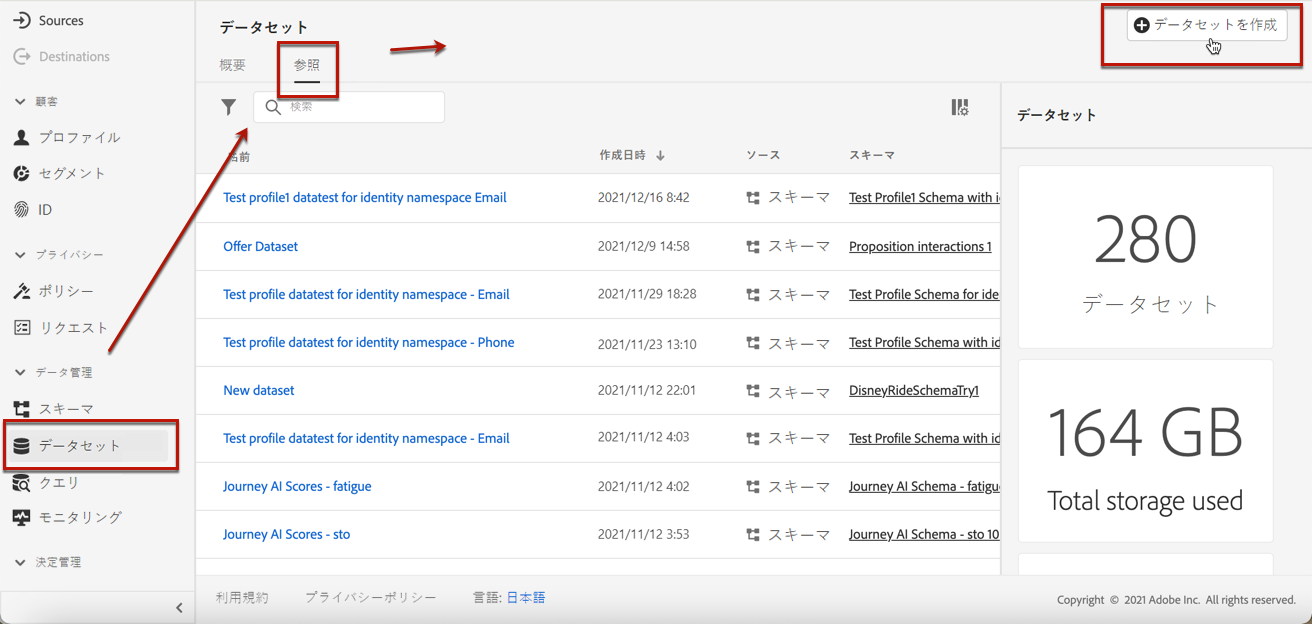 Sources
Destinations
顧客
プロファイル
セグメント
ID
プライバシー
ポリシー
リクエスト
データ管理
スキーマ
データセット
クエリ
モニタリング
決定管理
データセット
データセットを作成
概要
参照
検索
名前 作成日時 ソース スキーマ
Test profile1 datatest for identity namespace Email 2021/12/16 8:42 スキーマ Test Profile1 Schema with i
Offer Dataset 2021/12/9 14:58 スキーマ Proposition interactions 1
Test profile datatest for identity namespace - Email 2021/11/29 18:28 スキーマ Test Profile Schema for ide
Test profile datatest for identity namespace - Phone 2021/11/23 13:10 スキーマ Test Profile Schema with id
New dataset 2021/11/12 22:01 スキーマ DisneyRideSchemaTry1
Test profile datatest for identity namespace - Email 2021/11/12 4:03 スキーマ Test Profile Schema with id
Journey AI Scores - fatigue 2021/11/12 4:02 スキーマ Journey AI Schema - fatigu
Journey AI Scores - sto 2021/11/12 3:53 スキーマ Journey AI Schema - sto 10
データセット
280
データセット
164 GB
Total storage used
利用規約 プライバシーポリシー 言語: 日本語
Copyright © 2021 Adobe Inc. All rights reserved.